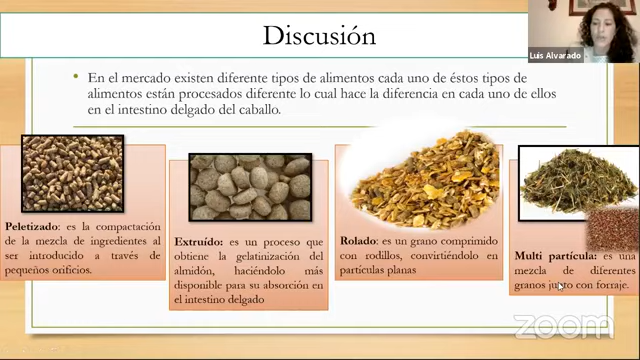 Discusión
Luis Alvarado
• En el mercado existen diferente tipos de alimentos cada uno de éstos tipos de
alimentos están procesados diferente lo cual hace la diferencia en cada uno de ellos
en el intestino delgado del caballo.
Peletizado: es la compactación
de la mezcla de ingredientes al
ser introducido a través de
pequeños orificios.
Extruído: es un proceso que
obtiene la gelatinización del
almidón, haciéndolo más
disponible para su absorción en
el intestino delgado
Rolado: es un grano comprimido
con rodillos, convirtiéndolo en
partículas planas
Multi partícula: es una
mezcla de diferentes
granos junto con forraje.
zoom